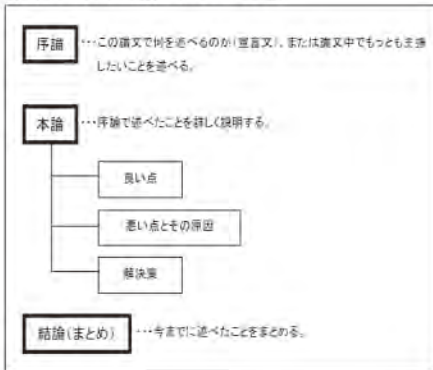 序論 ・・・この論文で何を述べるのか(宣言文)、または論文中でもっとも主張
したいことを述べる。
本論 ・・・序論で述べたことを詳しく説明する。
良い点
悪い点とその原因
解決策
結論(まとめ) ・・・今までに述べたことをまとめる。